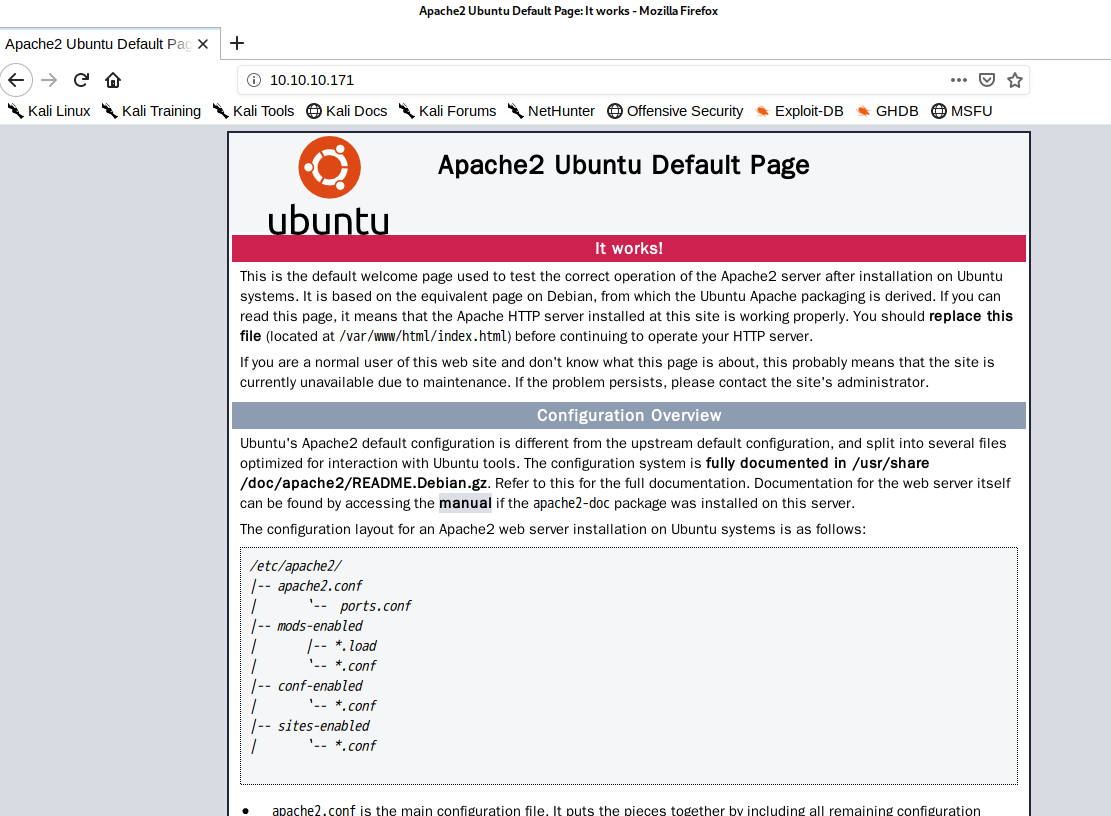 Apache2 Ubuntu Default Page: It works - Mozilla Firefox
Apache2 Ubuntu Default Pag
10.10.10.171
Kali Linux Kali Training Kali Tools Kali Docs Kali Forums NetHunter Offensive Security Exploit-DB GHDB MSFU
ubuntu
Apache2 Ubuntu Default Page
It works!
This is the default welcome page used to test the correct operation of the Apache2 server after installation on Ubuntu
systems. It is based on the equivalent page on Debian, from which the Ubuntu Apache packaging is derived. If you can
read this page, it means that the Apache HTTP server installed at this site is working properly. You should replace this
file (located at /var/www/html/index.html) before continuing to operate your HTTP server.
If you are a normal user of this web site and don't know what this page is about, this probably means that the site is
currently unavailable due to maintenance. If the problem persists, please contact the site's administrator.
Configuration Overview
Ubuntu's Apache2 default configuration is different from the upstream default configuration, and split into several files
optimized for interaction with Ubuntu tools. The configuration system is fully documented in /usr/share
/doc/apache2/README.Debian.gz. Refer to this for the full documentation. Documentation for the web server itself
can be found by accessing the manual if the apache2-doc package was installed on this server.
The configuration layout for an Apache2 web server installation on Ubuntu systems is as follows:
/etc/apache2/
|-- apache2.conf
|       `--  ports.conf
|-- mods-enabled
|       |-- *.load
|       `-- *.conf
|-- conf-enabled
|       `-- *.conf
|-- sites-enabled
|       `-- *.conf
• apache2.conf is the main configuration file. It puts the pieces together by including all remaining configuration